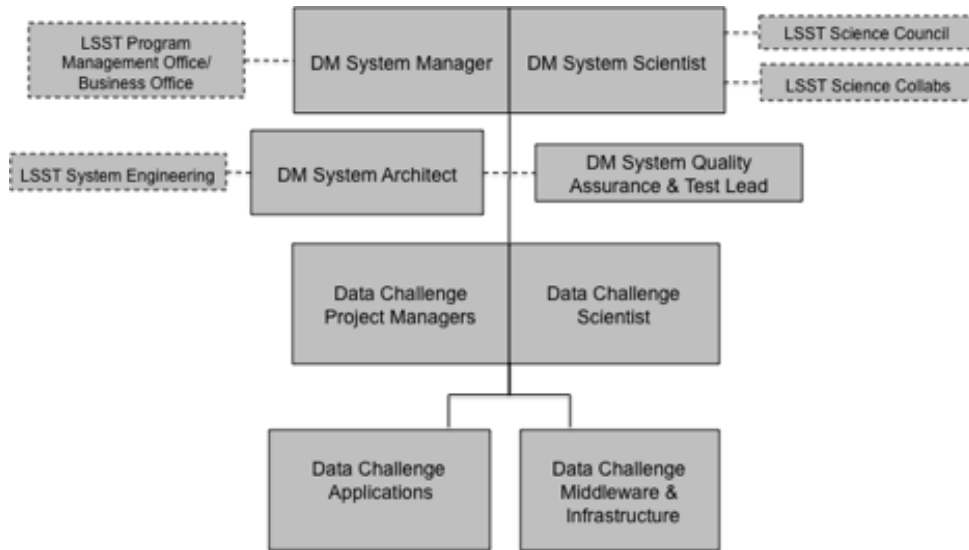 LSST Program
Management Office/
Business Office
DM System Manager
DM System Scientist
LSST Science Council
LSST Science Collabs
LSST System Engineering
DM System Architect
DM System Quality
Assurance & Test Lead
Data Challenge
Project Managers
Data Challenge
Scientist
Data Challenge
Applications
Data Challenge
Middleware &
Infrastructure